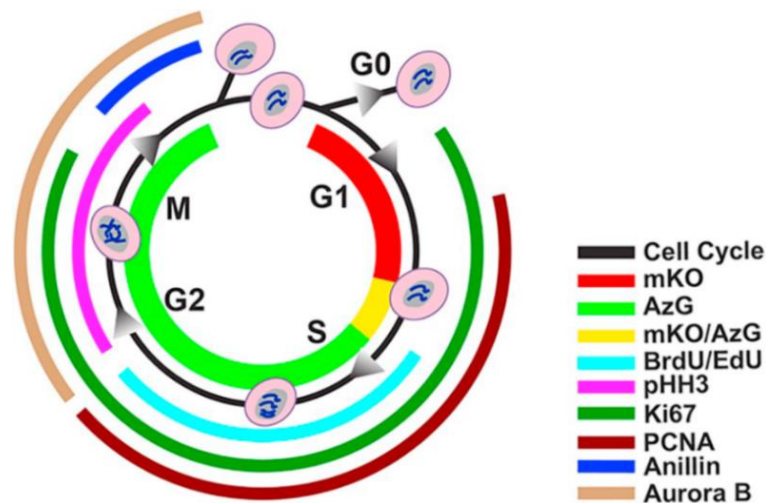 G0
G1
M
G2
S
Cell Cycle
mKO
AzG
mKO/AzG
BrdU/EdU
pHH3
Ki67
PCNA
Anillin
Aurora B